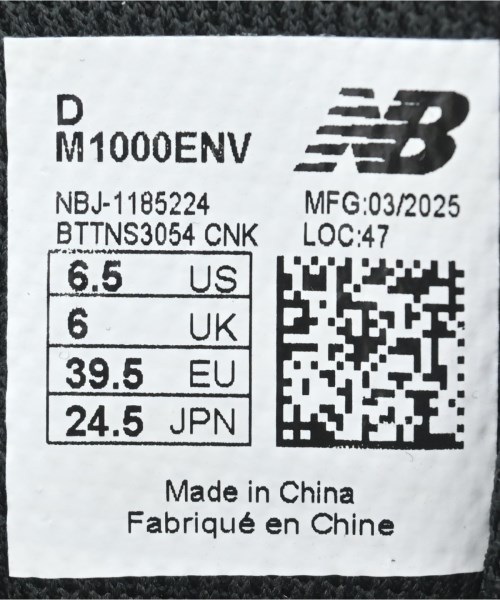 D
M1000ENV
NB
NBJ-1185224
MFG:03/2025
BTTNS3054 CNK
LOC:47
6.5 US
6 UK
39.5 EU
24.5 JPN
Made in China
Fabriqué en Chine